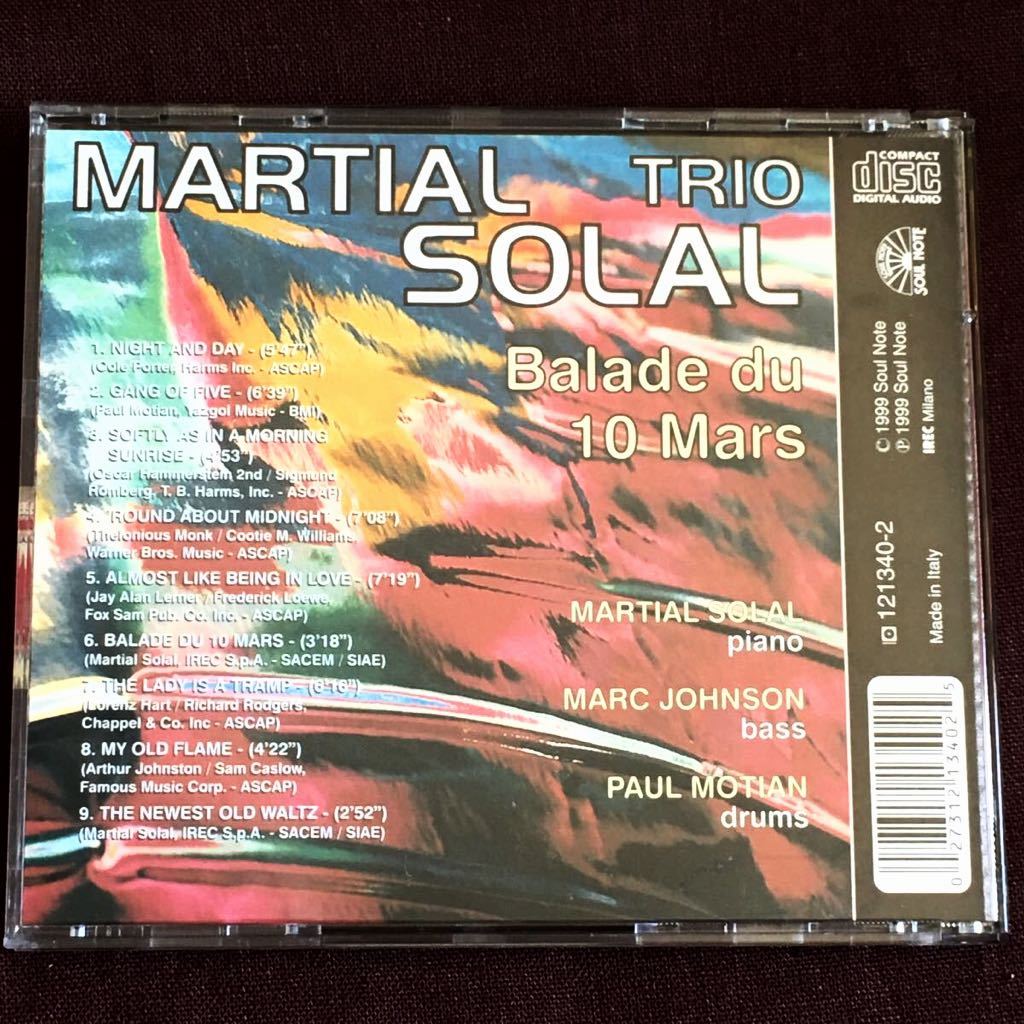 MARTIAL TRIO
SOLAL
Balade du
10 Mars
1. NIGHT AND DAY - (5'47")
(Cole Porter, Harms Inc. - ASCAP)
2. GANG OF FIVE - (6'39")
(Paul Motian, Yazgol Music - BMI)
3. SOFTLY AS IN A MORNING
SUNRISE - (4'53")
(Oscar Hammerstein 2nd / Sigmund
Romberg, T. B. Harms, Inc. - ASCAP)
4. 'ROUND ABOUT MIDNIGHT - (7'08")
(Thelonious Monk / Cootie M. Williams,
Warner Bros. Music - ASCAP)
5. ALMOST LIKE BEING IN LOVE - (7'19")
(Jay Alan Lerner / Frederick Loewe,
Fox Sam Pub. Co. Inc. - ASCAP)
6. BALADE DU 10 MARS - (3'18")
(Martial Solal, IREC S.p.A. - SACEM / SIAE)
7. THE LADY IS A TRAMP - (6'16")
(Lorenz Hart / Richard Rodgers,
Chappel & Co. Inc - ASCAP)
8. MY OLD FLAME - (4'22")
(Arthur Johnston / Sam Caslow,
Famous Music Corp. - ASCAP)
9. THE NEWEST OLD WALTZ - (2'52")
(Martial Solal, IREC S.p.A. - SACEM / SIAE)
MARTIAL SOLAL
piano
MARC JOHNSON
bass
PAUL MOTIAN
drums
COMPACT
disc
DIGITAL AUDIO
SOUL NOTE
© 1999 Soul Note
℗ 1999 Soul Note
IREC Milano
121340-2
Made in Italy
0 27312 13402 5